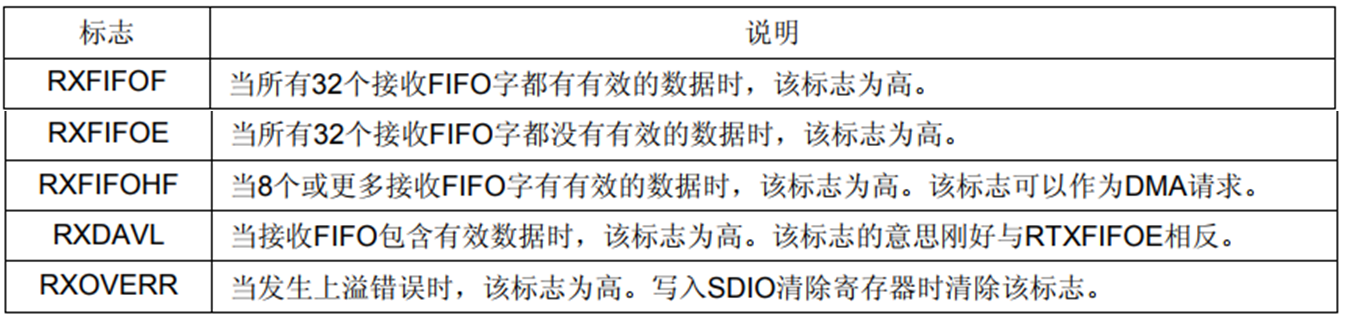 标志 说明
RXFIFOF 当所有32个接收FIFO字都有有效的数据时，该标志为高。
RXFIFOE 当所有32个接收FIFO字都没有有效的数据时，该标志为高。
RXFIFOHF 当8个或更多接收FIFO字有有效的数据时，该标志为高。该标志可以作为DMA请求。
RXDAVL 当接收FIFO包含有效数据时，该标志为高。该标志的意思刚好与RTXFIFOE相反。
RXOVERR 当发生上溢错误时，该标志为高。写入SDIO清除寄存器时清除该标志。